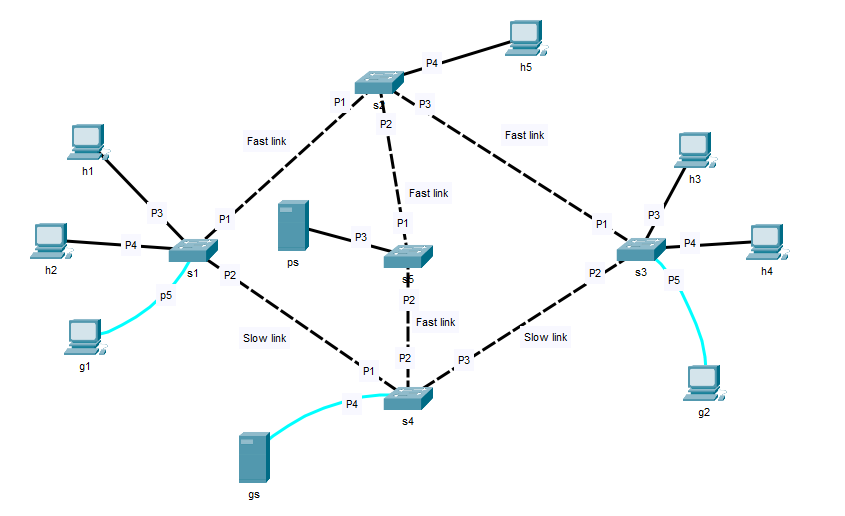 h5
P4
s2
P1
P3
P2
Fast link
Fast link
h1
h3
Fast link
P3
P1
P1
P3
P1
P4
s1
ps
P3
s5
s3
P4
h4
h2
P2
P2
P5
p5
P2
Fast link
Slow link
Slow link
g1
P1
P2
P3
P4
s4
g2
gs